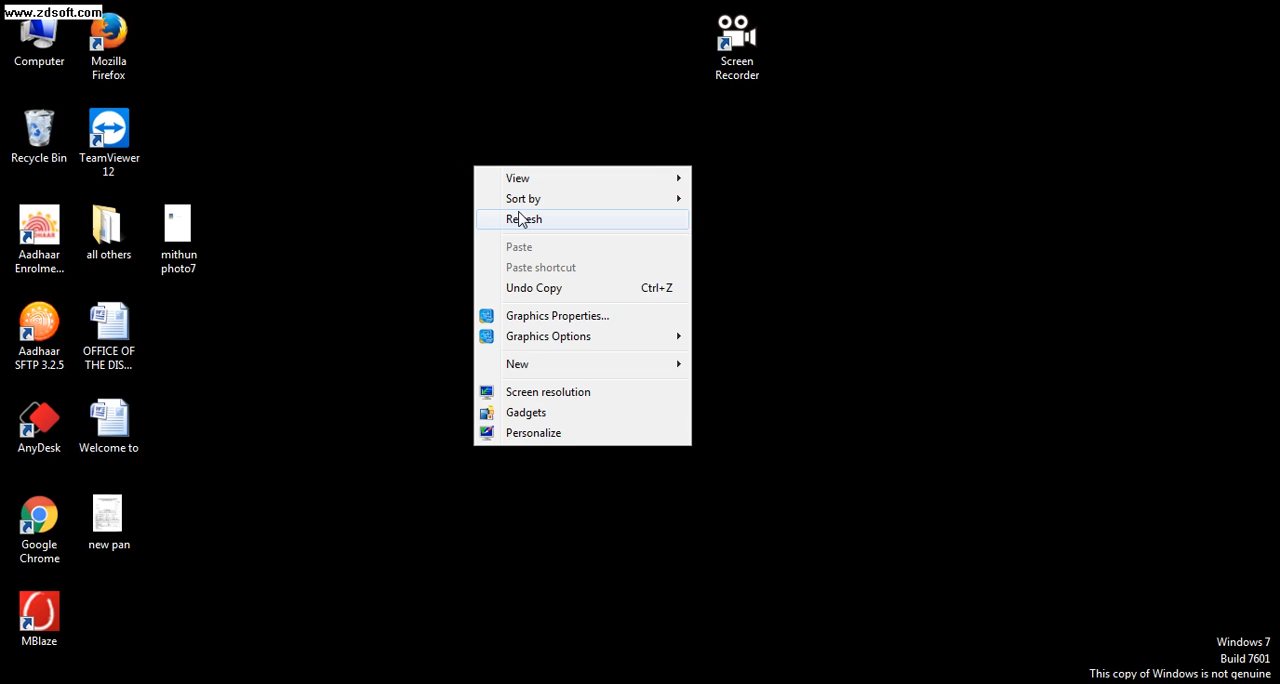 www.zdsoft.com
Computer
Mozilla
Firefox
Screen
Recorder
Recycle Bin
TeamViewer
12
Aadhaar
Enrolme...
all others
mithun
photo7
Aadhaar
SFTP 3.2.5
OFFICE OF
THE DIS...
AnyDesk
Welcome to
Google
Chrome
new pan
MBlaze
View
Sort by
Refresh
Paste
Paste shortcut
Undo Copy Ctrl+Z
Graphics Properties...
Graphics Options
New
Screen resolution
Gadgets
Personalize
Windows 7
Build 7601
This copy of Windows is not genuine